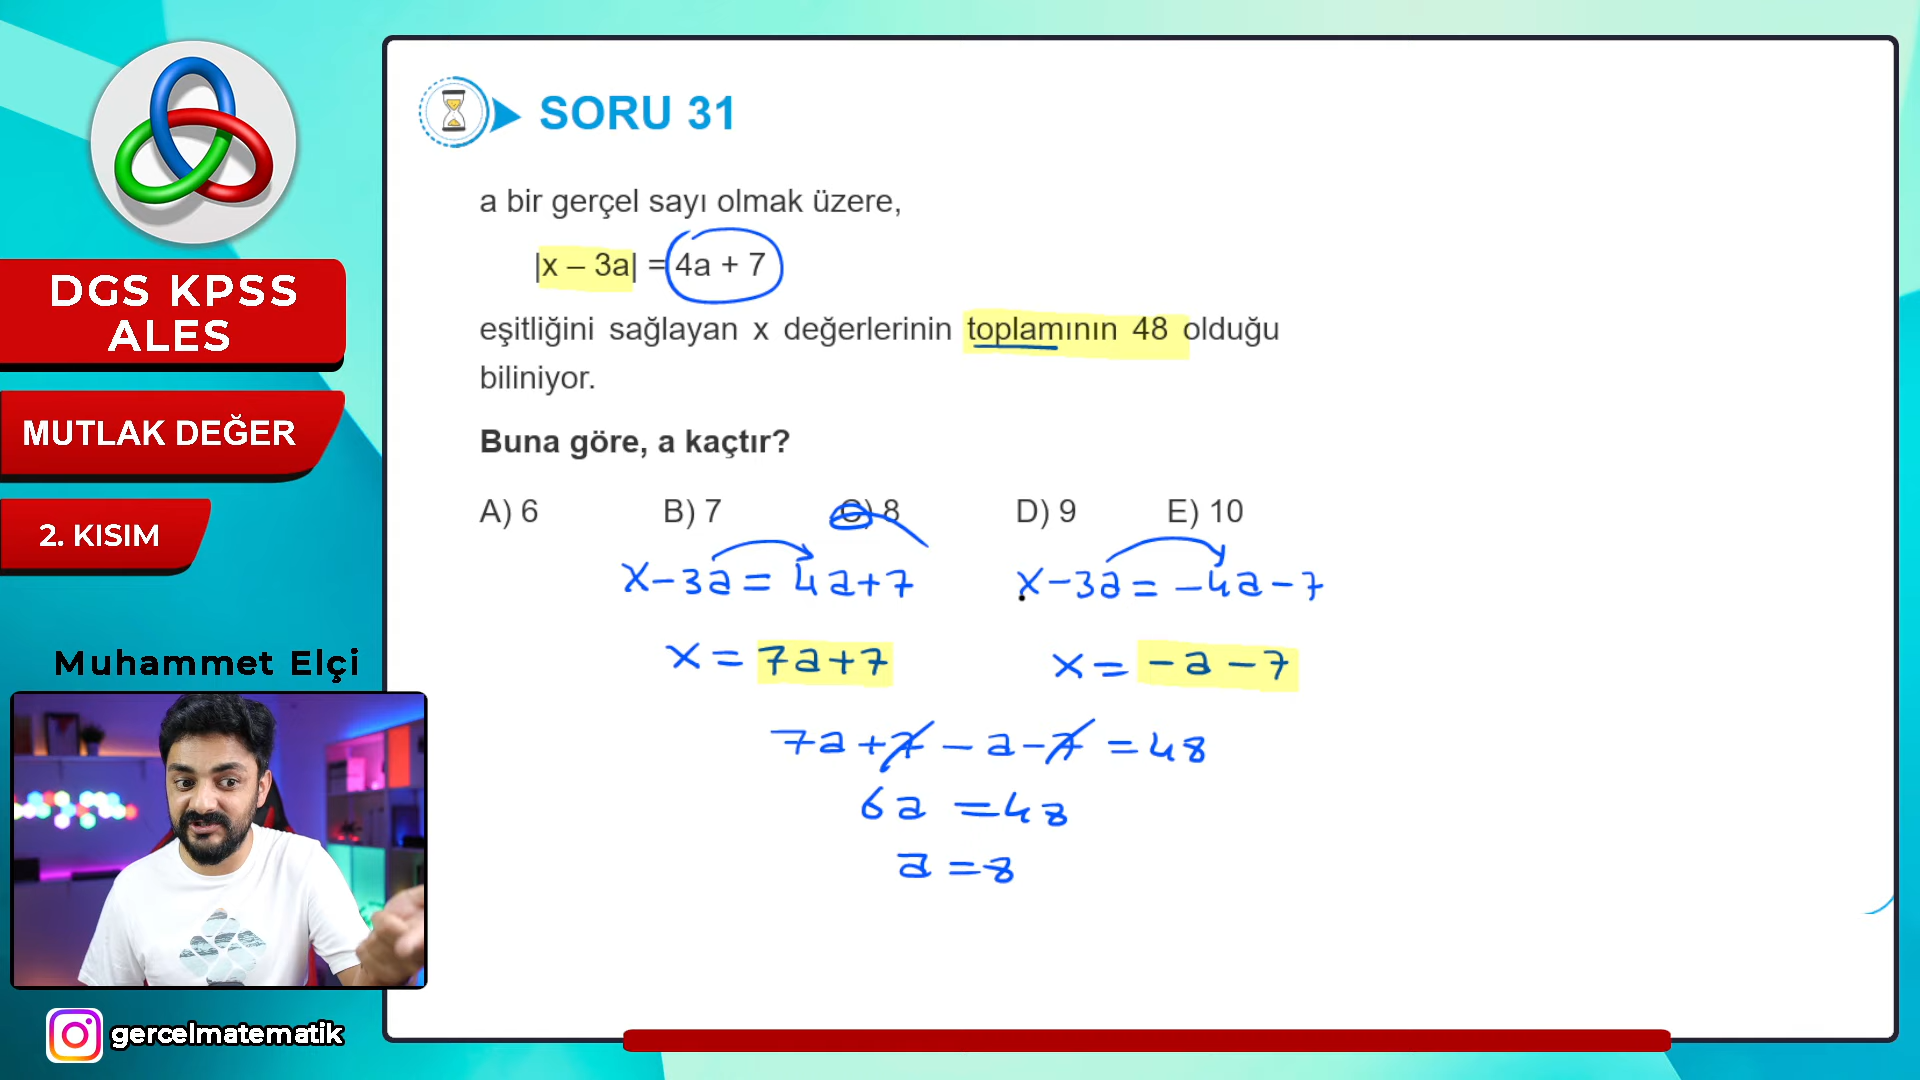 SORU 31
a bir gerçel sayı olmak üzere,
|x – 3a| = 4a + 7
eşitliğini sağlayan x değerlerinin toplamının 48 olduğu
biliniyor.
Buna göre, a kaçtır?
A) 6 B) 7 C) 8 D) 9 E) 10
x-3a = 4a+7 x-3a = -4a-7
x = 7a+7 x = -a-7
7a+7-a-7 = 48
6a = 48
a = 8
DGS KPSS
ALES
MUTLAK DEĞER
2. KISIM
Muhammet Elçi
gercelmatematik